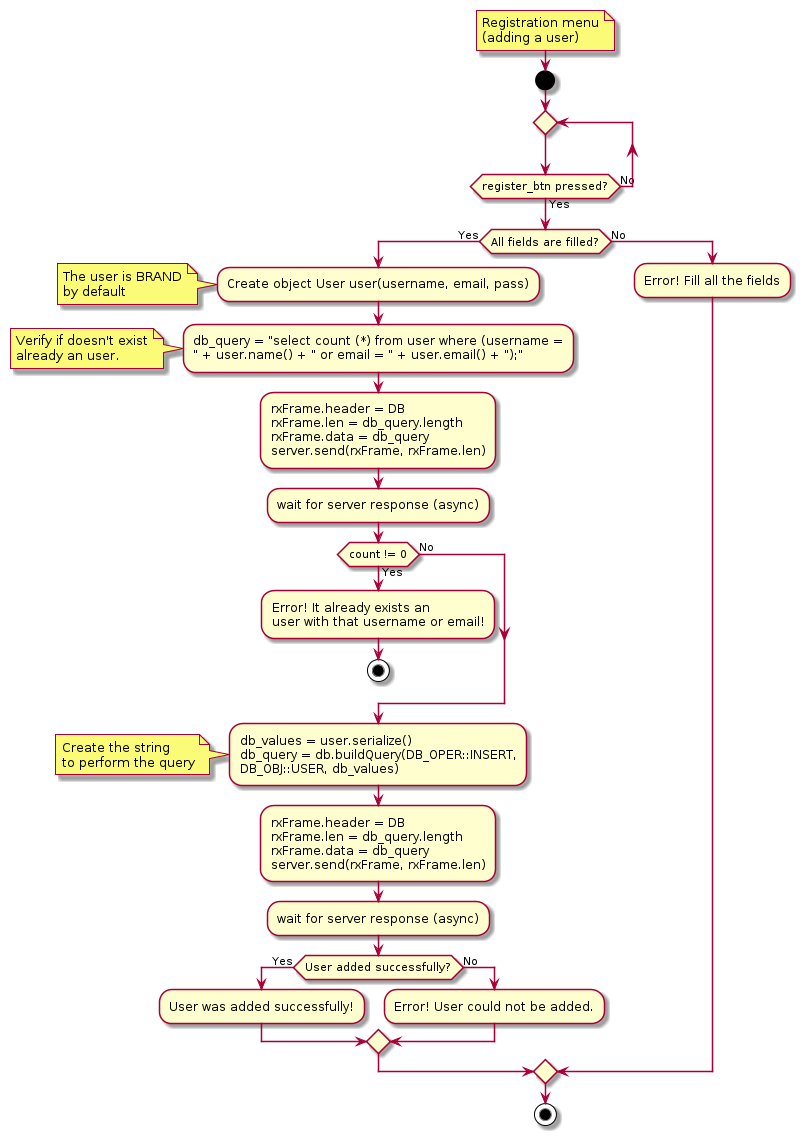 Registration menu
(adding a user)
register_btn pressed?
No
Yes
Yes
All fields are filled?
No
The user is BRAND
by default
Create object User user(username, email, pass)
Error! Fill all the fields
Verify if doesn't exist
already an user.
db_query = "select count (*) from user where (username =
" + user.name() + " or email = " + user.email() + ");"
rxFrame.header = DB
rxFrame.len = db_query.length
rxFrame.data = db_query
server.send(rxFrame, rxFrame.len)
wait for server response (async)
count != 0
No
Yes
Error! It already exists an
user with that username or email!
Create the string
to perform the query
db_values = user.serialize()
db_query = db.buildQuery(DB_OPER::INSERT,
DB_OBJ::USER, db_values)
rxFrame.header = DB
rxFrame.len = db_query.length
rxFrame.data = db_query
server.send(rxFrame, rxFrame.len)
wait for server response (async)
Yes
User added successfully?
No
User was added successfully!
Error! User could not be added.